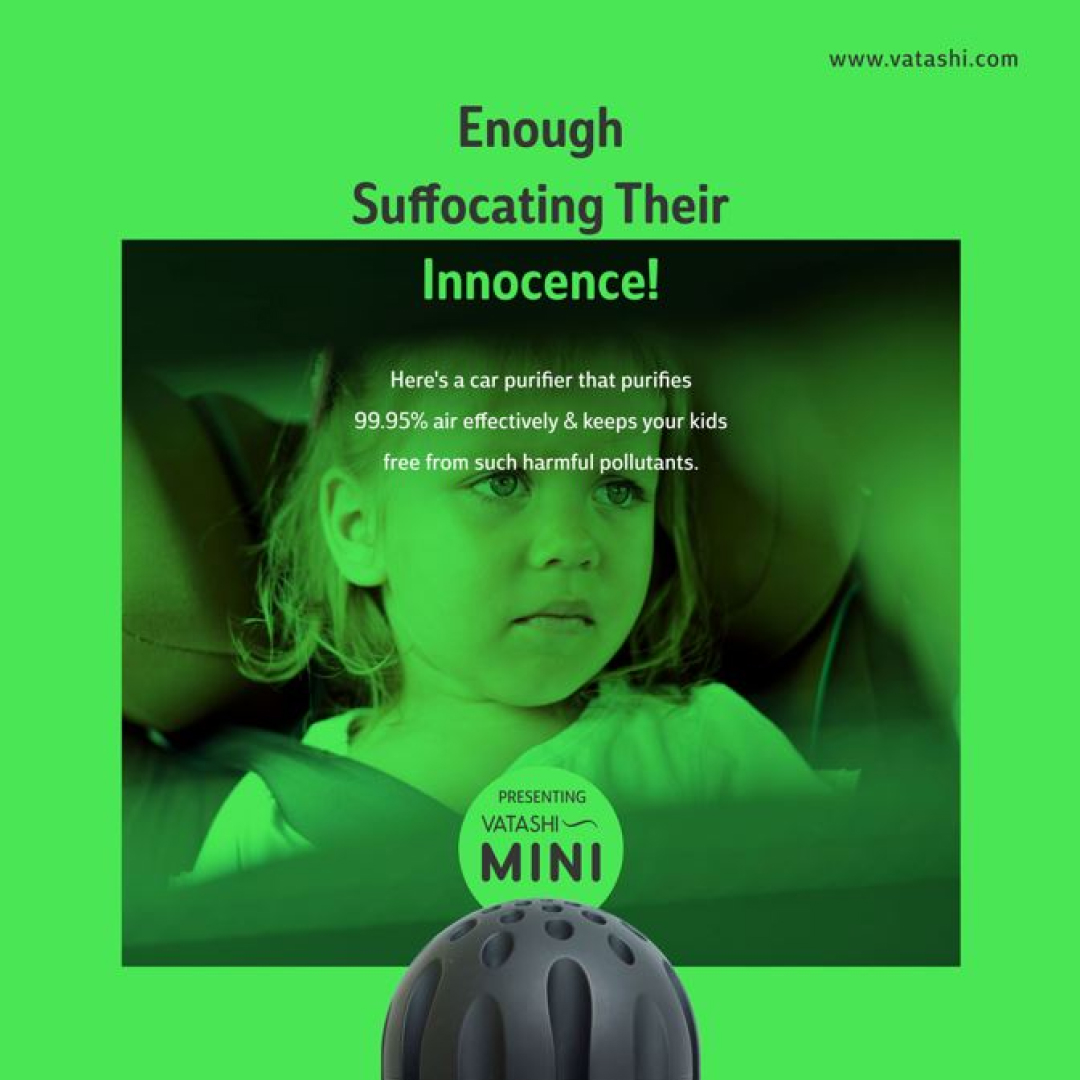 www.vatashi.com
Enough
Suffocating Their
Innocence!
Here's a car purifier that purifies
99.95% air effectively & keeps your kids
free from such harmful pollutants.
PRESENTING
VATASHI
MINI